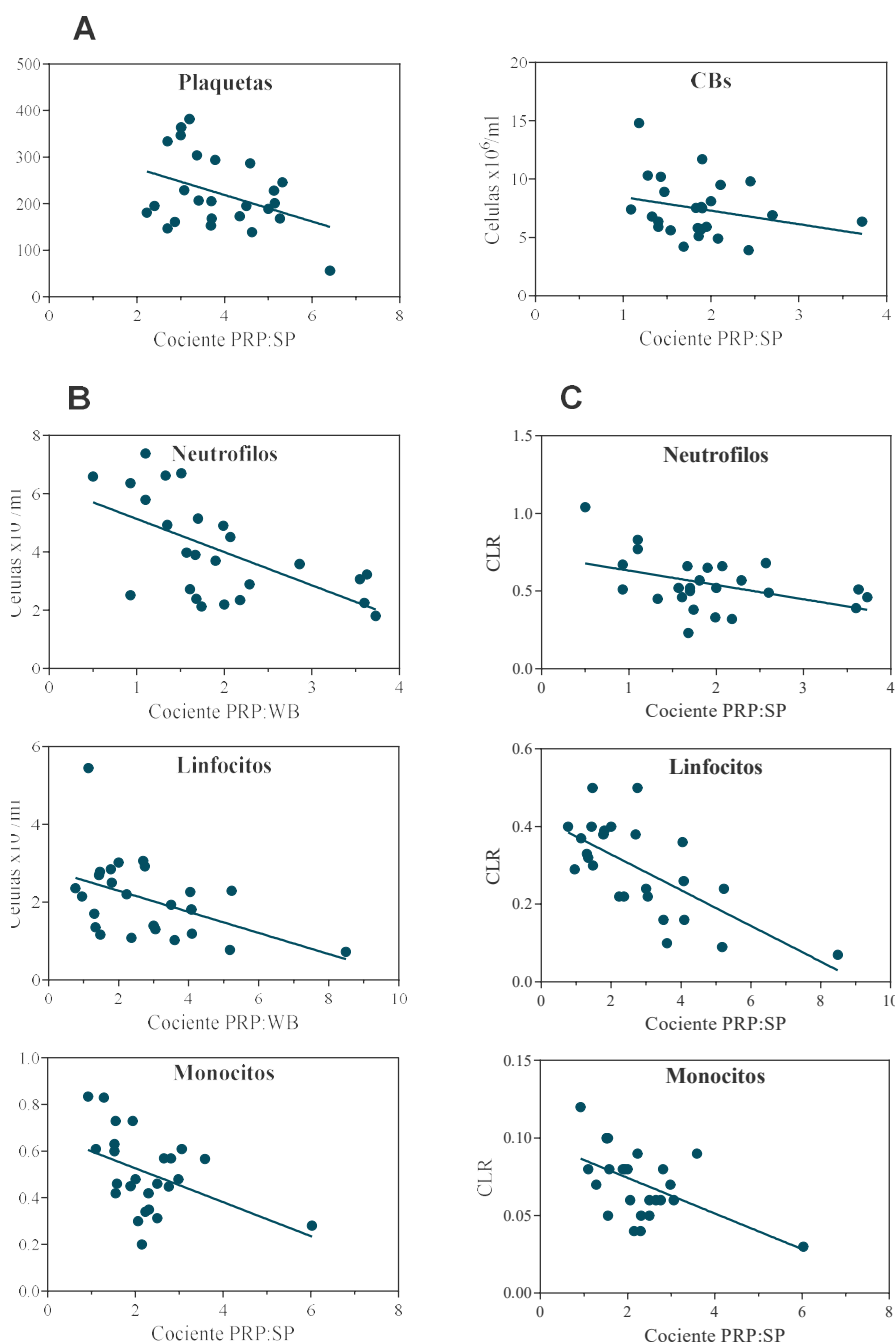 A
Plaquetas
500
400
300
200
100
0
0 2 4 6 8
Cociente PRP:SP
CBs
Celulas x10⁶/ml
20
15
10
5
0
0 1 2 3 4
Cociente PRP:SP
B
Neutrofilos
Celulas x10 /ml
8
6
4
2
0
0 1 2 3 4
Cociente PRP:WB
C
Neutrofilos
CLR
1.5
1.0
0.5
0.0
0 1 2 3 4
Cociente PRP:SP
Linfocitos
Celulas x10 /ml
6
4
2
0
0 2 4 6 8 10
Cociente PRP:WB
Linfocitos
CLR
0.6
0.4
0.2
0.0
0 2 4 6 8 10
Cociente PRP:SP
Monocitos
1.0
0.8
0.6
0.4
0.2
0.0
0 2 4 6 8
Cociente PRP:SP
Monocitos
CLR
0.15
0.10
0.05
0.00
0 2 4 6 8
Cociente PRP:SP